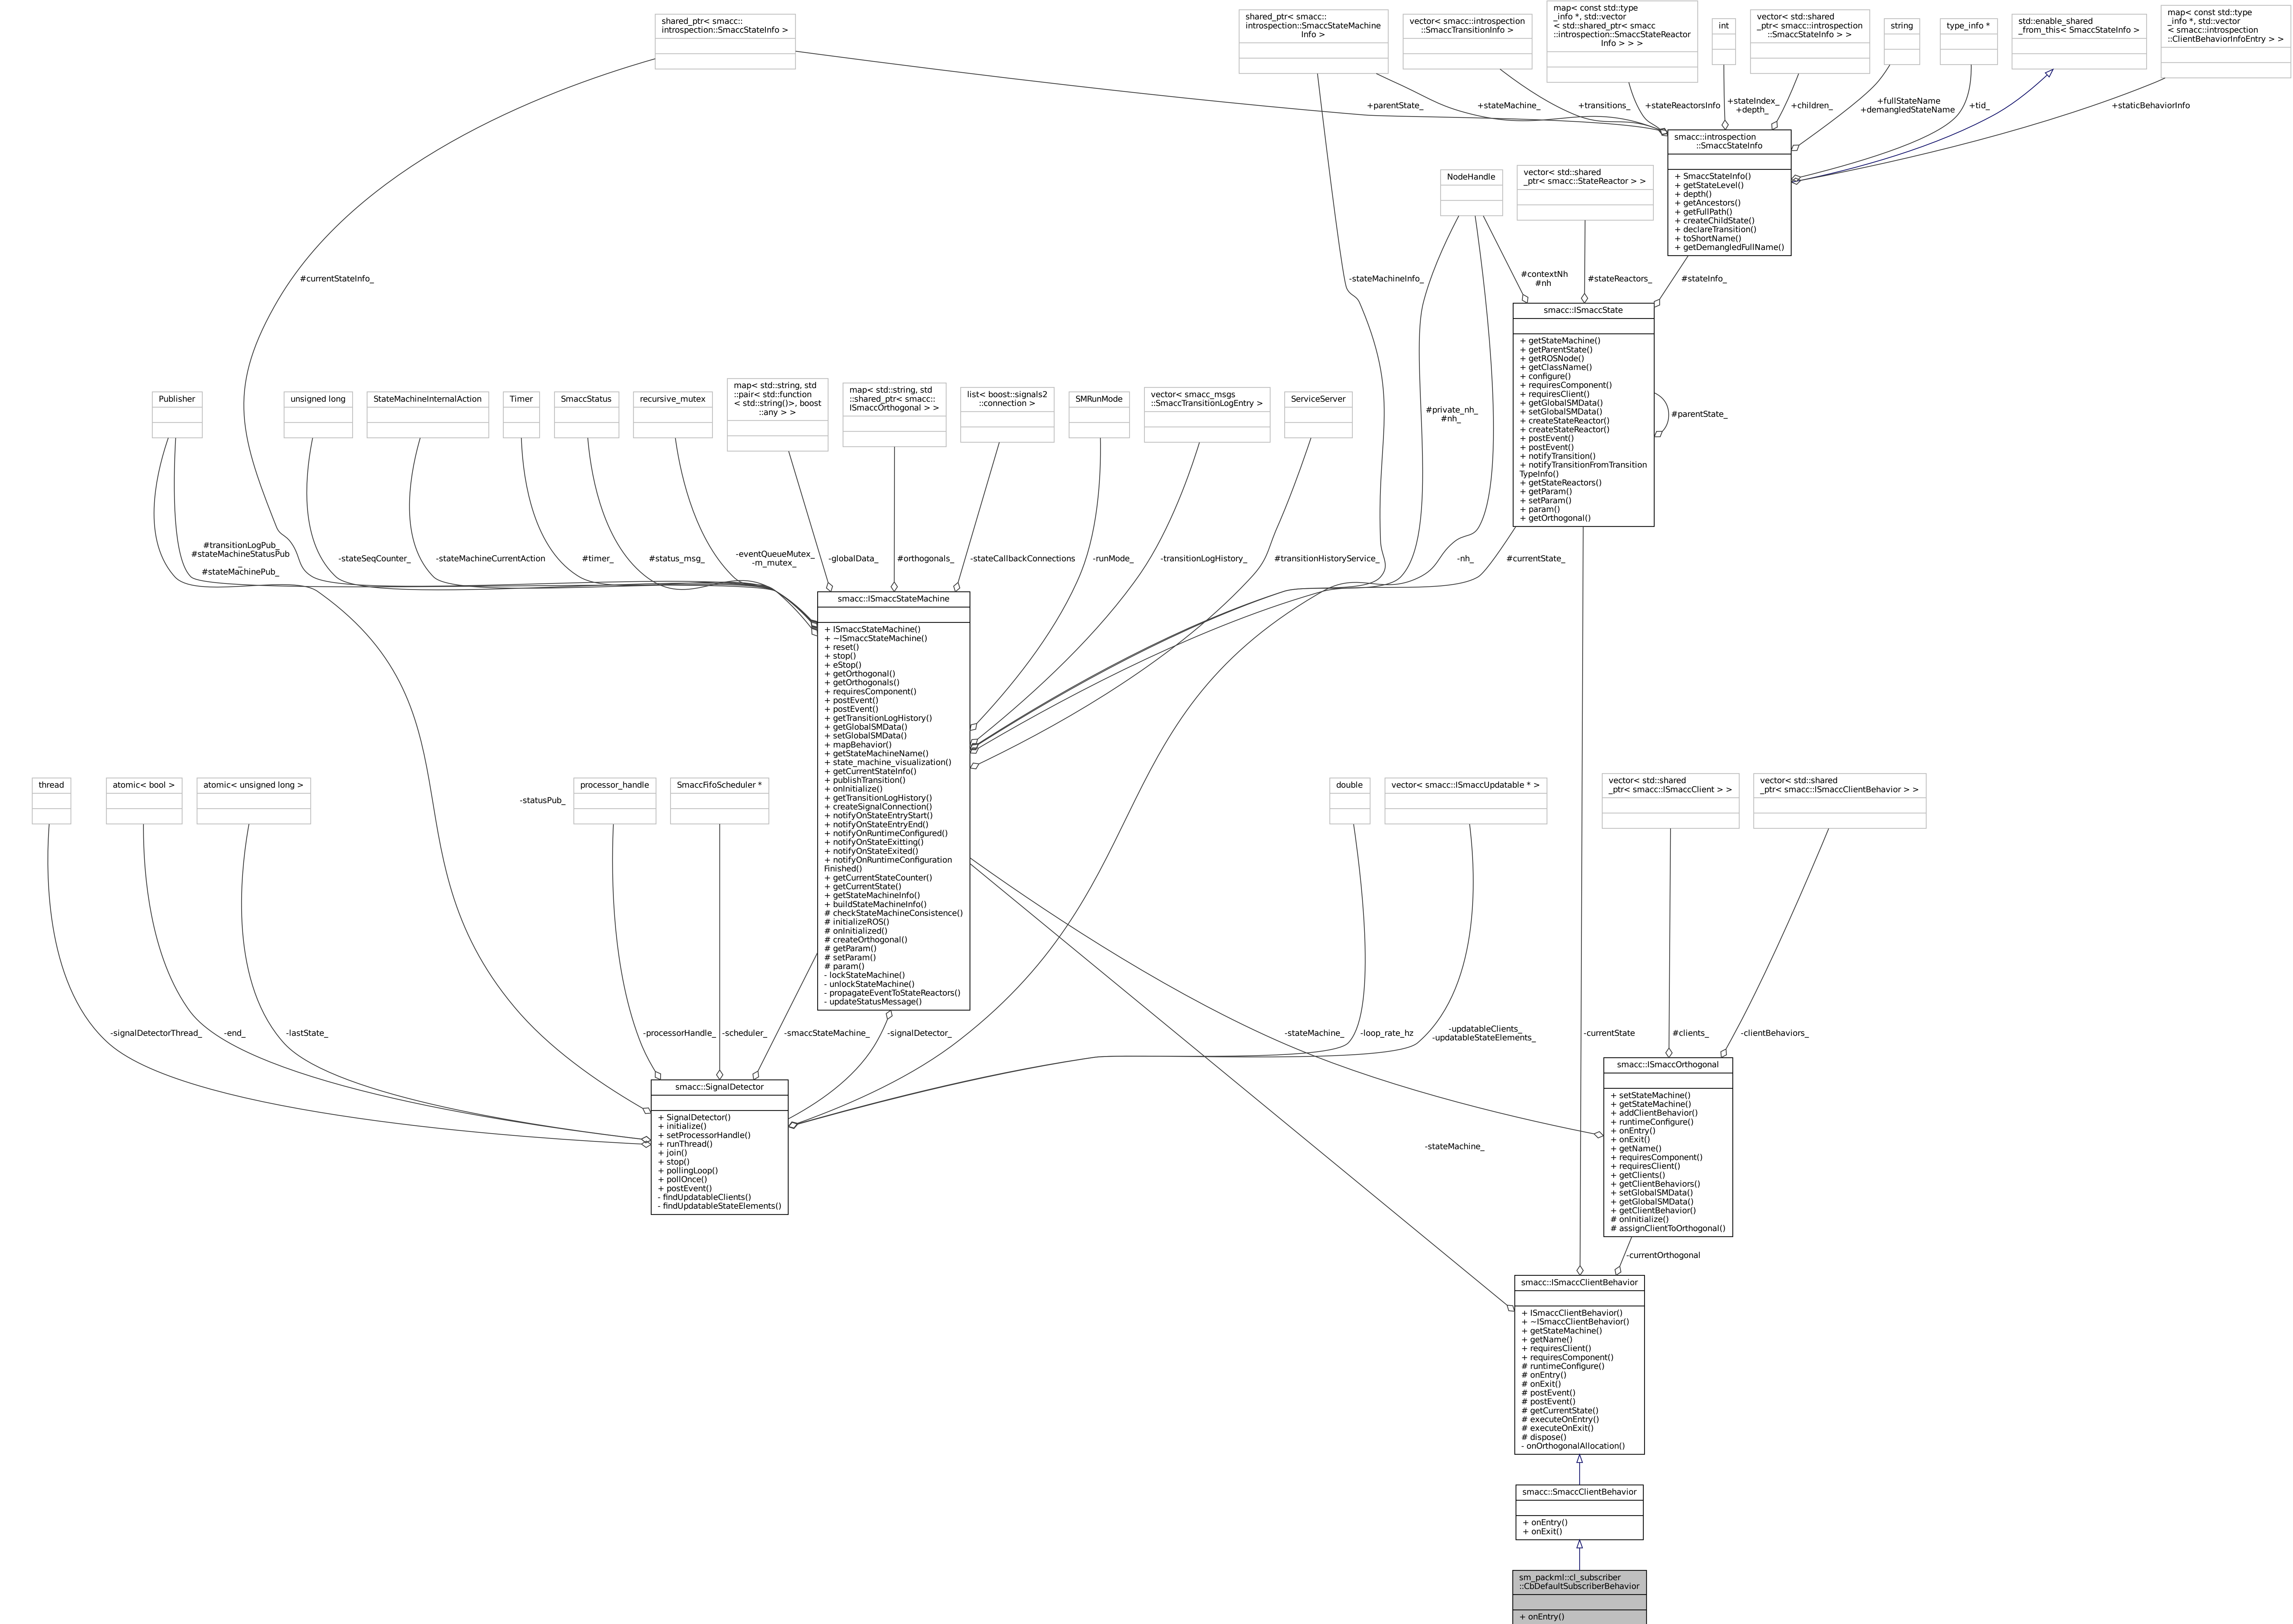 shared_ptr< smacc::
introspection::SmaccStateInfo >
shared_ptr< smacc::
introspection::SmaccStateMachine
Info >
vector< smacc::introspection
::SmaccTransitionInfo >
map< const std::type
_info *, std::vector
< std::shared_ptr< smacc
::introspection::SmaccStateReactor
Info > > >
int
vector< std::shared
_ptr< smacc::introspection
::SmaccStateInfo > >
string
type_info *
std::enable_shared
_from_this< SmaccStateInfo >
map< const std::type
_info *, std::vector
< smacc::introspection
::ClientBehaviorInfoEntry > >
+parentState_
+stateMachine_
+transitions_
+stateReactorsInfo
+stateIndex_
+depth_
+children_
+fullStateName
+demangledStateName
+tid_
+staticBehaviorInfo
smacc::introspection
::SmaccStateInfo
+ SmaccStateInfo()
+ getStateLevel()
+ depth()
+ getAncestors()
+ getFullPath()
+ createChildState()
+ declareTransition()
+ toShortName()
+ getDemangledFullName()
NodeHandle
vector< std::shared
_ptr< smacc::StateReactor > >
#currentStateInfo_
-stateMachineInfo_
#contextNh
#nh
#stateReactors_
#stateInfo_
smacc::ISmaccState
+ getStateMachine()
+ getParentState()
+ getROSNode()
+ getClassName()
+ configure()
+ requiresComponent()
+ requiresClient()
+ getGlobalSMData()
+ setGlobalSMData()
+ createStateReactor()
+ createStateReactor()
+ postEvent()
+ postEvent()
+ notifyTransition()
+ notifyTransitionFromTransition
TypeInfo()
+ getStateReactors()
+ getParam()
+ setParam()
+ param()
+ getOrthogonal()
#parentState_
#private_nh_
#nh_
Publisher
unsigned long
StateMachineInternalAction
Timer
SmaccStatus
recursive_mutex
map< std::string, std
::pair< std::function
< std::string()>, boost
::any > >
map< std::string, std
::shared_ptr< smacc::
ISmaccOrthogonal > >
list< boost::signals2
::connection >
SMRunMode
vector< smacc_msgs
::SmaccTransitionLogEntry >
ServiceServer
#transitionLogPub_
#stateMachineStatusPub
_
#stateMachinePub_
-stateSeqCounter_
-stateMachineCurrentAction
#timer_
#status_msg_
-eventQueueMutex_
-m_mutex_
-globalData_
#orthogonals_
-stateCallbackConnections
-runMode_
-transitionLogHistory_
#transitionHistoryService_
-nh_
#currentState_
smacc::ISmaccStateMachine
+ ISmaccStateMachine()
+ ~ISmaccStateMachine()
+ reset()
+ stop()
+ eStop()
+ getOrthogonal()
+ getOrthogonals()
+ requiresComponent()
+ postEvent()
+ postEvent()
+ getTransitionLogHistory()
+ getGlobalSMData()
+ setGlobalSMData()
+ mapBehavior()
+ getStateMachineName()
+ state_machine_visualization()
+ getCurrentStateInfo()
+ publishTransition()
+ onInitialize()
+ getTransitionLogHistory()
+ createSignalConnection()
+ notifyOnStateEntryStart()
+ notifyOnStateEntryEnd()
+ notifyOnRuntimeConfigured()
+ notifyOnStateExitting()
+ notifyOnStateExited()
+ notifyOnRuntimeConfiguration
Finished()
+ getCurrentStateCounter()
+ getCurrentState()
+ getStateMachineInfo()
+ buildStateMachineInfo()
# checkStateMachineConsistence()
# initializeROS()
# onInitialized()
# createOrthogonal()
# getParam()
# setParam()
# param()
- lockStateMachine()
- unlockStateMachine()
- propagateEventToStateReactors()
- updateStatusMessage()
thread
atomic< bool >
atomic< unsigned long >
-statusPub_
processor_handle
SmaccFifoScheduler *
double
vector< smacc::ISmaccUpdatable * >
vector< std::shared
_ptr< smacc::ISmaccClient > >
vector< std::shared
_ptr< smacc::ISmaccClientBehavior > >
-signalDetectorThread_
-end_
-lastState_
-processorHandle_
-scheduler_
-smaccStateMachine_
-signalDetector_
-stateMachine_
-loop_rate_hz
-updatableClients_
-updatableStateElements_
-currentState
#clients_
-clientBehaviors_
smacc::SignalDetector
+ SignalDetector()
+ initialize()
+ setProcessorHandle()
+ runThread()
+ join()
+ stop()
+ pollingLoop()
+ pollOnce()
+ postEvent()
- findUpdatableClients()
- findUpdatableStateElements()
smacc::ISmaccOrthogonal
+ setStateMachine()
+ getStateMachine()
+ addClientBehavior()
+ runtimeConfigure()
+ onEntry()
+ onExit()
+ getName()
+ requiresComponent()
+ requiresClient()
+ getClients()
+ getClientBehaviors()
+ setGlobalSMData()
+ getGlobalSMData()
+ getClientBehavior()
# onInitialize()
# assignClientToOrthogonal()
-stateMachine_
-currentOrthogonal
smacc::ISmaccClientBehavior
+ ISmaccClientBehavior()
+ ~ISmaccClientBehavior()
+ getStateMachine()
+ getName()
+ requiresClient()
+ requiresComponent()
# runtimeConfigure()
# onEntry()
# onExit()
# postEvent()
# postEvent()
# getCurrentState()
# executeOnEntry()
# executeOnExit()
# dispose()
- onOrthogonalAllocation()
smacc::SmaccClientBehavior
+ onEntry()
+ onExit()
sm_packml::cl_subscriber
::CbDefaultSubscriberBehavior
+ onEntry()